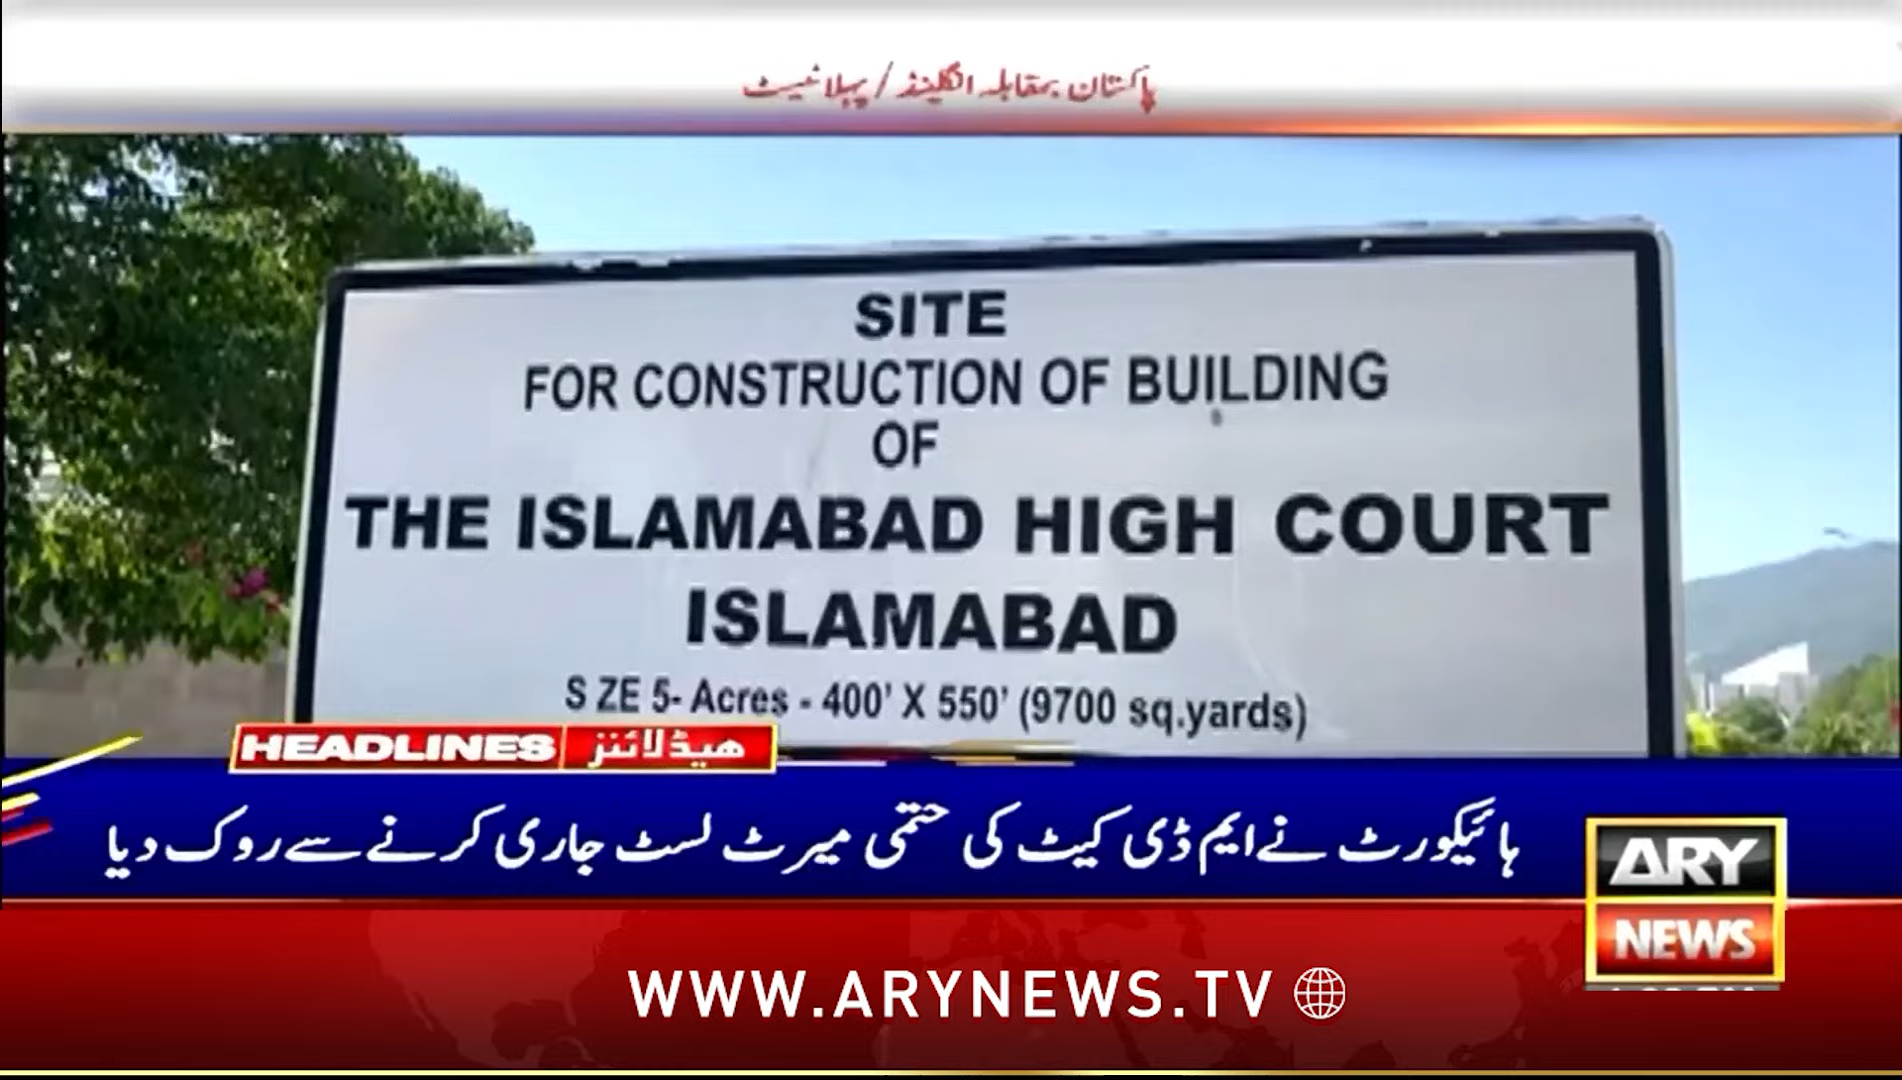 پاکستان بمقابلہ انگلینڈ / پہلا ٹیسٹ
SITE
FOR CONSTRUCTION OF BUILDING
OF
THE ISLAMABAD HIGH COURT
ISLAMABAD
S ZE 5- Acres - 400' X 550' (9700 sq.yards)
HEADLINES ھیڈلائنز
ہائیکورٹ نے ایم ڈی کیٹ کی حتمی میرٹ لسٹ جاری کرنے سے روک دیا
ARY
NEWS
WWW.ARYNEWS.TV